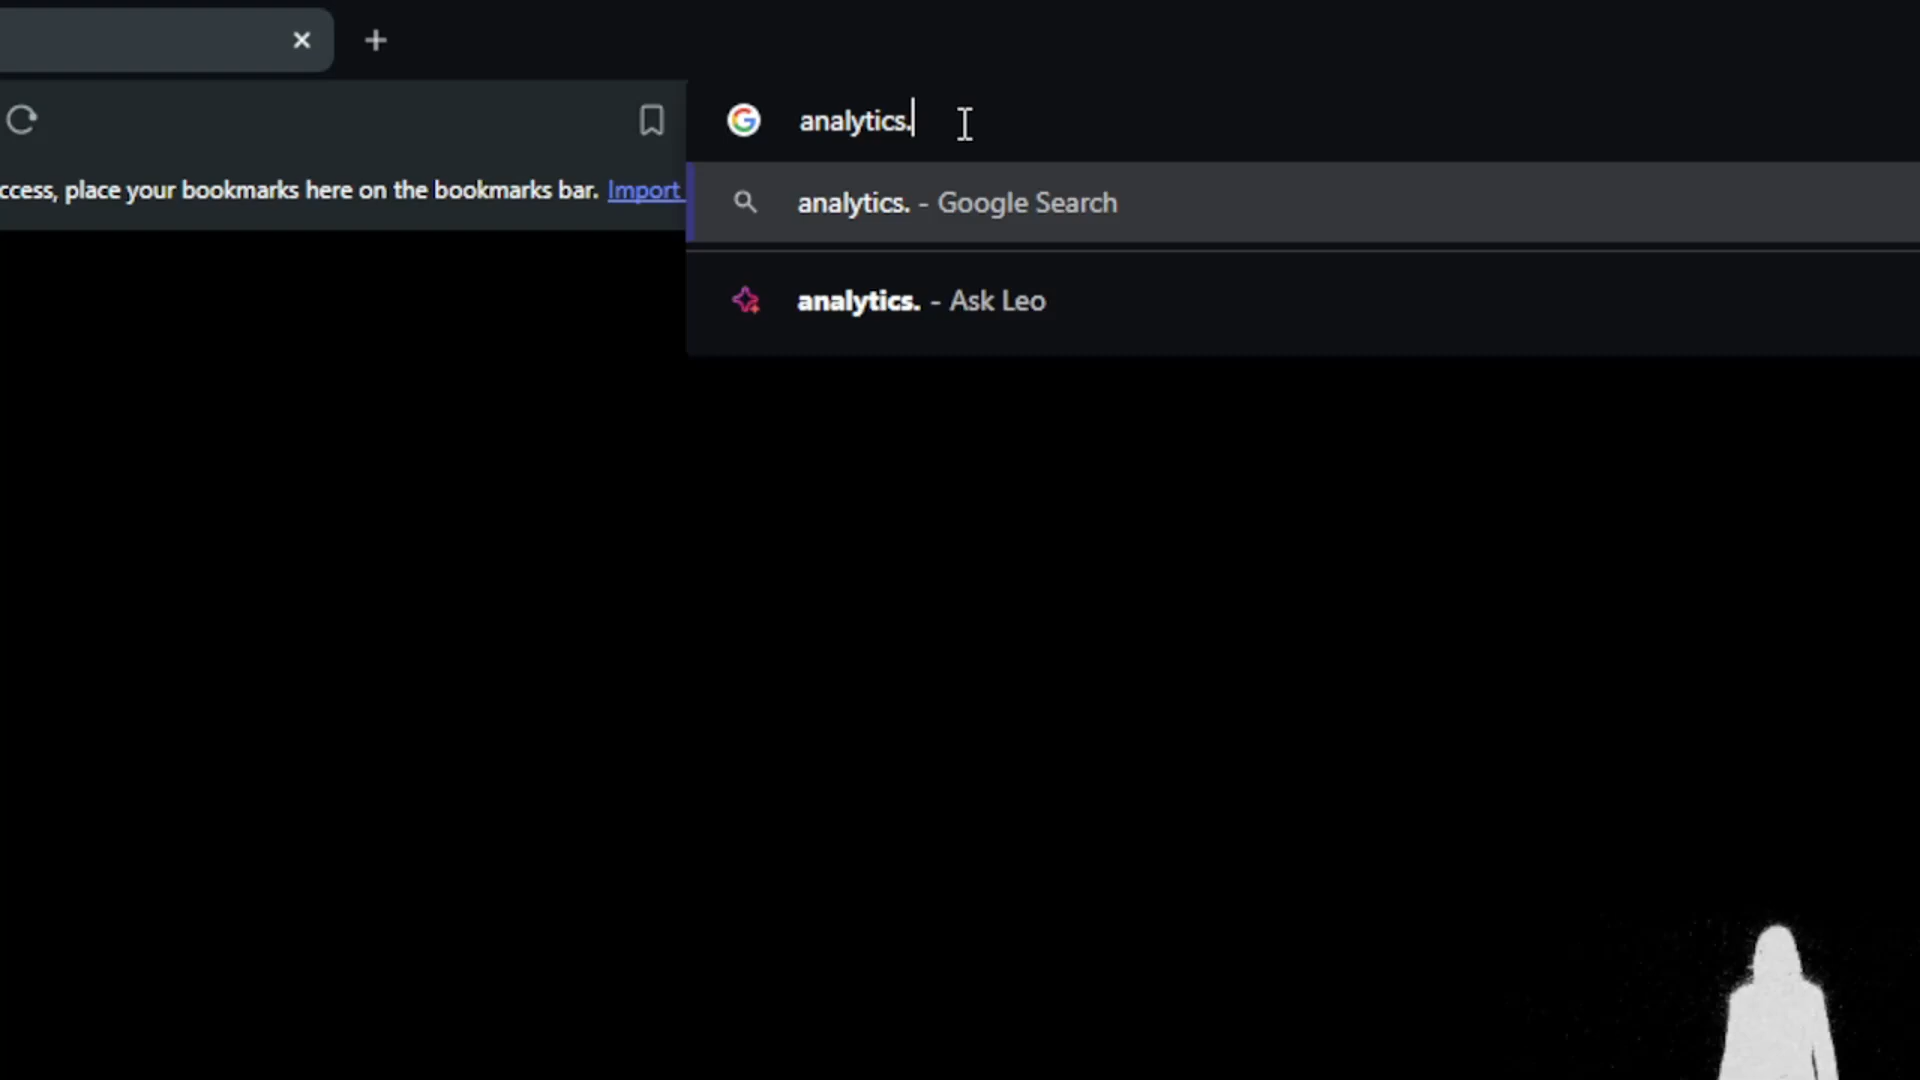 analytics.
ccess, place your bookmarks here on the bookmarks bar. Import
analytics. - Google Search
analytics. - Ask Leo